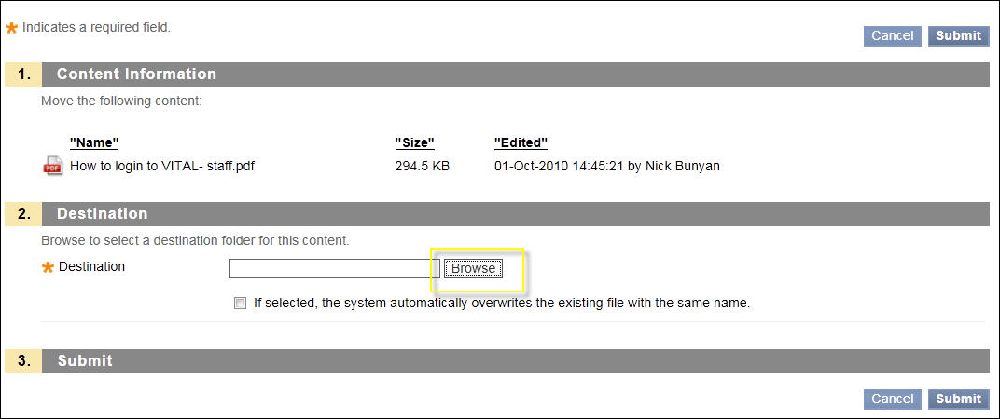 Indicates a required field.
Cancel Submit
1. Content Information
Move the following content:
"Name" "Size" "Edited"
PDF How to login to VITAL- staff.pdf 294.5 KB 01-Oct-2010 14:45:21 by Nick Bunyan
2. Destination
Browse to select a destination folder for this content.
Destination Browse
If selected, the system automatically overwrites the existing file with the same name.
3. Submit
Cancel Submit